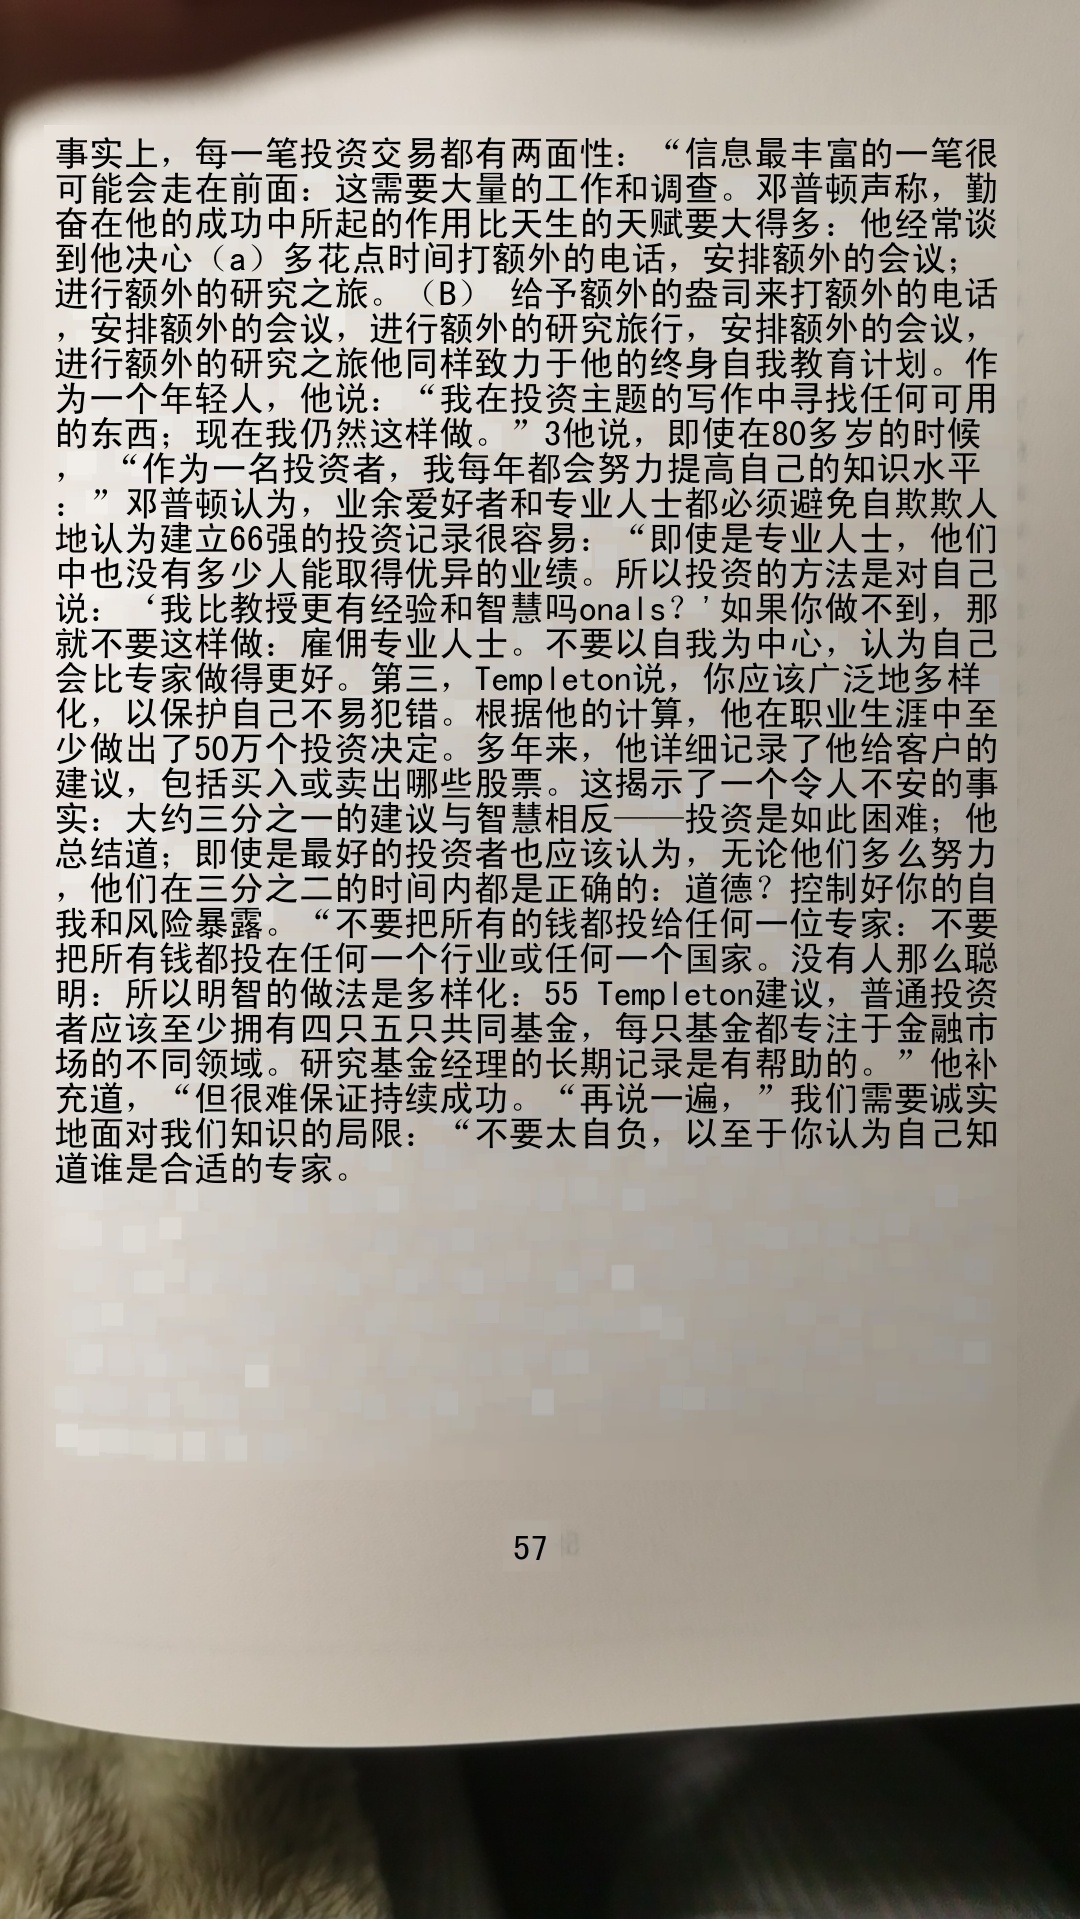 事实上，每一笔投资交易都有两面性：“信息最丰富的一笔很
可能会走在前面：这需要大量的工作和调查。邓普顿声称，勤
奋在他的成功中所起的作用比天生的天赋要大得多：他经常谈
到他决心（a）多花点时间打额外的电话，安排额外的会议；
进行额外的研究之旅。（B） 给予额外的盎司来打额外的电话
，安排额外的会议，进行额外的研究旅行，安排额外的会议，
进行额外的研究之旅他同样致力于他的终身自我教育计划。作
为一个年轻人，他说：“我在投资主题的写作中寻找任何可用
的东西；现在我仍然这样做。”3他说，即使在80多岁的时候
，“作为一名投资者，我每年都会努力提高自己的知识水平
：”邓普顿认为，业余爱好者和专业人士都必须避免自欺欺人
地认为建立66强的投资记录很容易：“即使是专业人士，他们
中也没有多少人能取得优异的业绩。所以投资的方法是对自己
说：‘我比教授更有经验和智慧吗onals？'如果你做不到，那
就不要这样做：雇佣专业人士。不要以自我为中心，认为自己
会比专家做得更好。第三，Templeton说，你应该广泛地多样
化，以保护自己不易犯错。根据他的计算，他在职业生涯中至
少做出了50万个投资决定。多年来，他详细记录了他给客户的
建议，包括买入或卖出哪些股票。这揭示了一个令人不安的事
实：大约三分之一的建议与智慧相反——投资是如此困难；他
总结道；即使是最好的投资者也应该认为，无论他们多么努力
，他们在三分之二的时间内都是正确的：道德？控制好你的自
我和风险暴露。“不要把所有的钱都投给任何一位专家：不要
把所有钱都投在任何一个行业或任何一个国家。没有人那么聪
明：所以明智的做法是多样化：55 Templeton建议，普通投资
者应该至少拥有四只五只共同基金，每只基金都专注于金融市
场的不同领域。研究基金经理的长期记录是有帮助的。”他补
充道，“但很难保证持续成功。“再说一遍，”我们需要诚实
地面对我们知识的局限：“不要太自负，以至于你认为自己知
道谁是合适的专家。
57